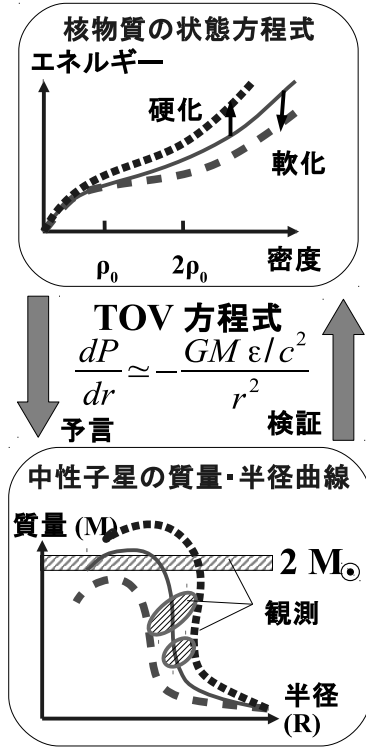 核物質の状態方程式
エネルギー
硬化
軟化
ρ₀ 2ρ₀
密度
TOV 方程式
dP/dr ≃ −GM ε/c²/r²
予言 検証
中性子星の質量・半径曲線
質量 (M)
2 M☉
観測
半径
(R)